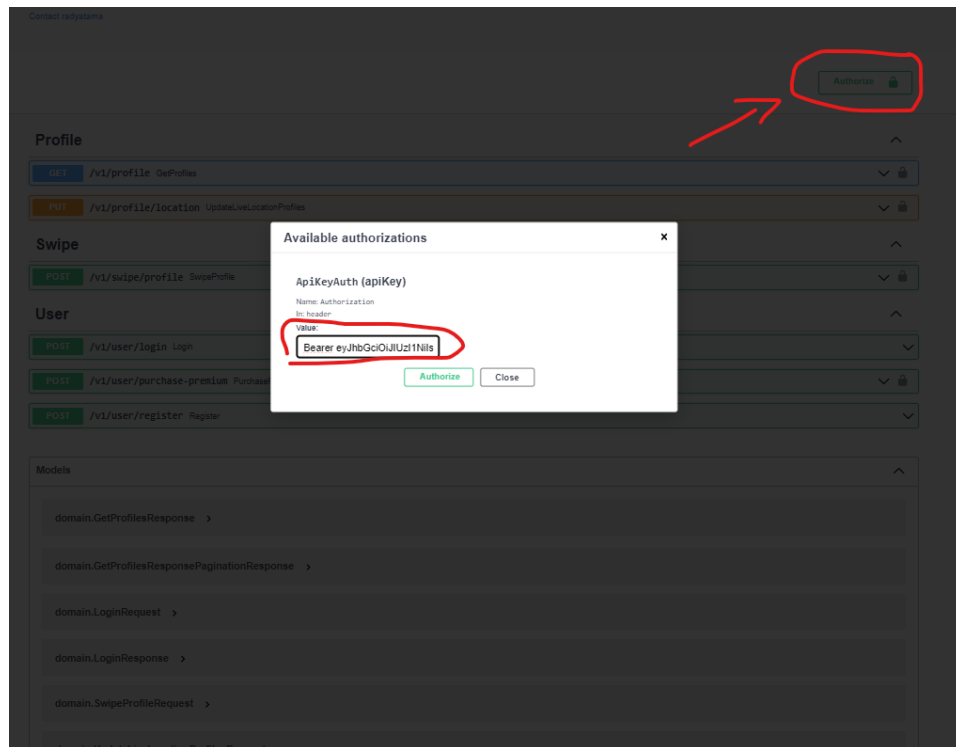 Contact radyatama
Authorize
Profile
GET /v1/profile GetProfiles
PUT /v1/profile/location UpdateLiveLocationProfiles
Available authorizations x
Swipe
ApiKeyAuth (apiKey)
POST /v1/swipe/profile SwipeProfile
Name: Authorization
In: header
User
Value:
POST /v1/user/login Login
Bearer eyJhbGciOiJIUzI1NiIs
Authorize Close
POST /v1/user/purchase-premium
POST /v1/user/register Register
Models
domain.GetProfilesResponse >
domain.GetProfilesResponsePaginationResponse >
domain.LoginRequest >
domain.LoginResponse >
domain.SwipeProfileRequest >